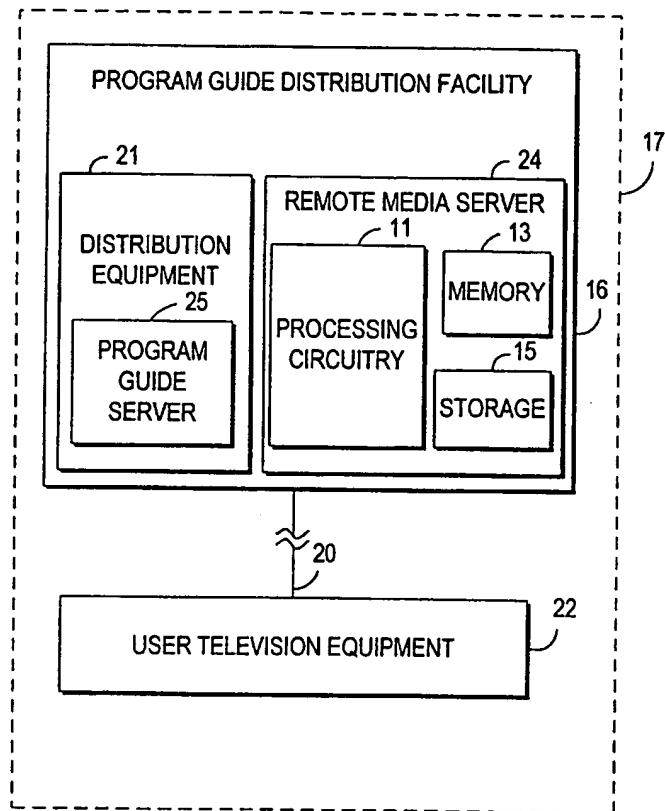 PROGRAM GUIDE DISTRIBUTION FACILITY
17
21
24
DISTRIBUTION
EQUIPMENT
25
PROGRAM
GUIDE
SERVER
REMOTE MEDIA SERVER
11
13
PROCESSING
CIRCUITRY
MEMORY
16
15
STORAGE
20
22
USER TELEVISION EQUIPMENT